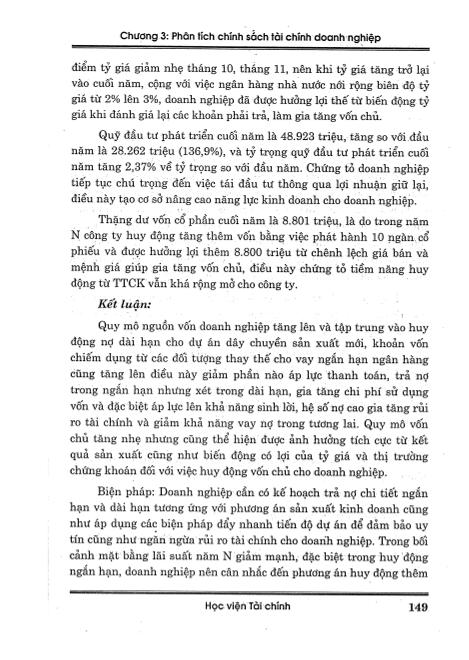 Chương 3: Phân tích chính sách tài chính doanh nghiệp
điểm tỷ giá giảm nhẹ tháng 10, tháng 11, nên khi tỷ giá tăng trở lại
vào cuối năm, cộng với việc ngân hàng nhà nước nới rộng biên độ tỷ
giá từ 2% lên 3%, doanh nghiệp đã được hưởng lợi thế từ biến động tỷ
giá khi đánh giá lại các khoản phải trả, làm gia tăng vốn chủ.
Quỹ đầu tư phát triển cuối năm là 48.923 triệu, tăng so với đầu
năm là 28.262 triệu (136,9%), và tỷ trọng quỹ đầu tư phát triển cuối
năm tăng 2,37% về tỷ trọng so với đầu năm. Chứng tỏ doanh nghiệp
tiếp tục chú trọng đến việc tái đầu tư thông qua lợi nhuận giữ lại,
điều này tạo cơ sở nâng cao năng lực kinh doanh cho doanh nghiệp.
Thặng dư vốn cổ phần cuối năm là 8.801 triệu, là do trong năm
N công ty huy động tăng thêm vốn bằng việc phát hành 10 ngàn cổ
phiếu và được hưởng lợi thêm 8.800 triệu từ chênh lệch giá bán và
mệnh giá giúp gia tăng vốn chủ, điều này chứng tỏ tiềm năng huy
động từ TTCK vẫn khá rộng mở cho công ty.
Kết luận:
Quy mô nguồn vốn doanh nghiệp tăng lên và tập trung vào huy
động nợ dài hạn cho dự án dây chuyền sản xuất mới, khoản vốn
chiếm dụng từ các đối tượng thay thế cho vay ngắn hạn ngân hàng
cũng tăng lên điều này giảm phần nào áp lực thanh toán, trả nợ
trong ngắn hạn nhưng xét trong dài hạn, gia tăng chi phí sử dụng
vốn và đặc biệt áp lực lên khả năng sinh lời, hệ số nợ cao gia tăng rủi
ro tài chính và giảm khả năng vay nợ trong tương lai. Quy mô vốn
chủ tăng nhẹ nhưng cũng thể hiện được ảnh hưởng tích cực từ kết
quả sản xuất cũng như biến động có lợi của tỷ giá và thị trường
chứng khoán đối với việc huy động vốn chủ cho doanh nghiệp.
Biện pháp: Doanh nghiệp cần có kế hoạch trả nợ chi tiết ngắn
hạn và dài hạn tương ứng với phương án sản xuất kinh doanh cũng
như áp dụng các biện pháp đẩy nhanh tiến độ dự án để đảm bảo uy
tín cũng như ngăn ngừa rủi ro tài chính cho doanh nghiệp. Trong bối
cảnh mặt bằng lãi suất năm N giảm mạnh, đặc biệt trong huy động
ngắn hạn, doanh nghiệp nên cân nhắc đến phương án huy động thêm
Học viện Tài chính
149